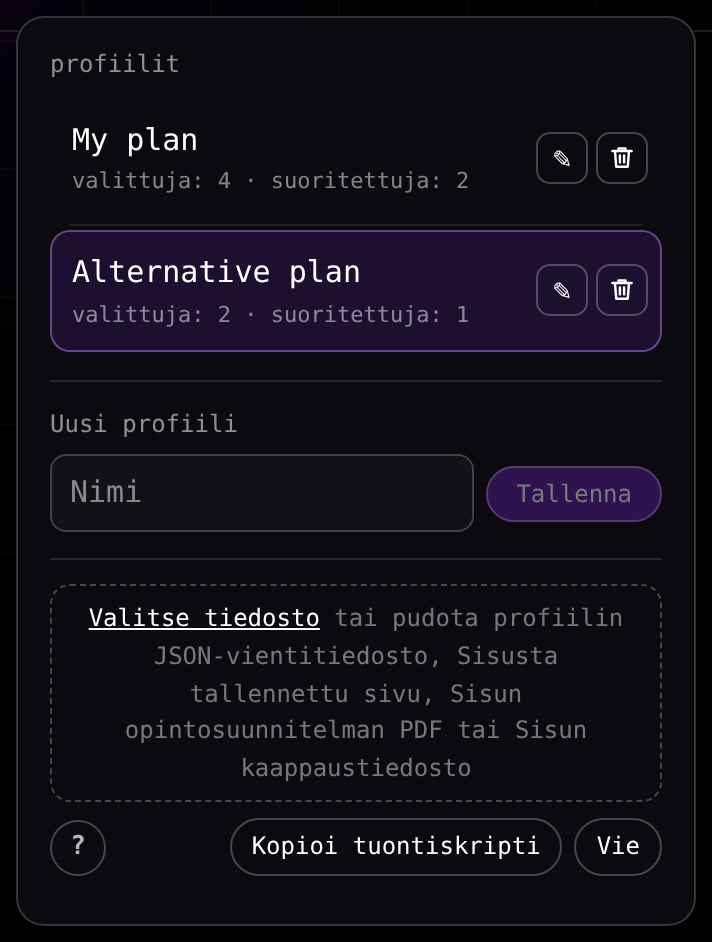 profiilit
My plan
valittuja: 4 · suoritettuja: 2
Alternative plan
valittuja: 2 · suoritettuja: 1
Uusi profiili
Nimi
Tallenna
Valitse tiedosto tai pudota profiilin
JSON-vientitiedosto, Sisusta
tallennettu sivu, Sisun
opintosuunnitelman PDF tai Sisun
kaappaustiedosto
?
Kopioi tuontiskripti
Vie